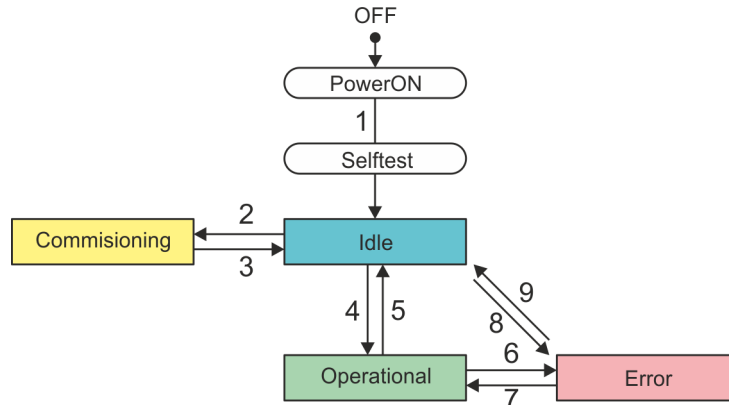 OFF
PowerON
1
Selftest
2
Commisioning
Idle
3
9
4
5
8
6
Operational
Error
7